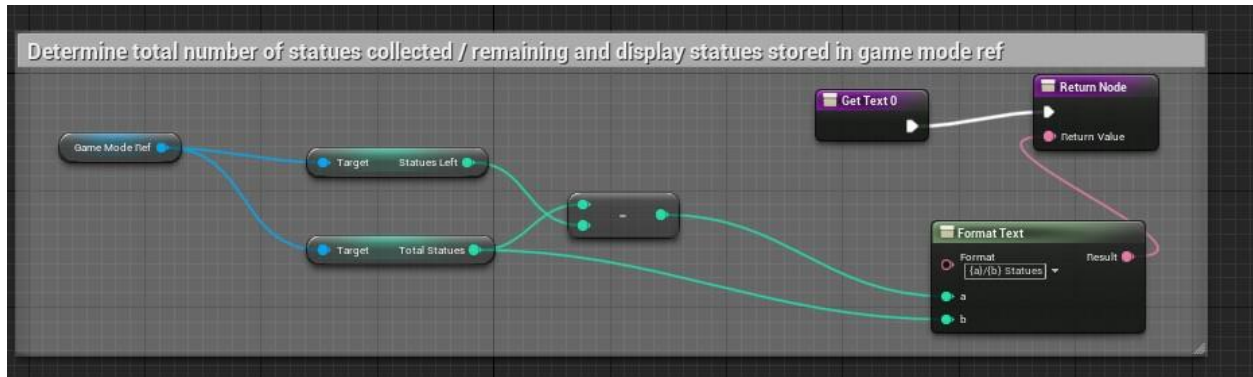 Determine total number of statues collected / remaining and display statues stored in game mode ref
Get Text 0
Return Node
Return Value
Game Mode Ref
Target Statues Left
-
Target Total Statues
Format Text
Format
{a}/{b} Statues
Result
a
b